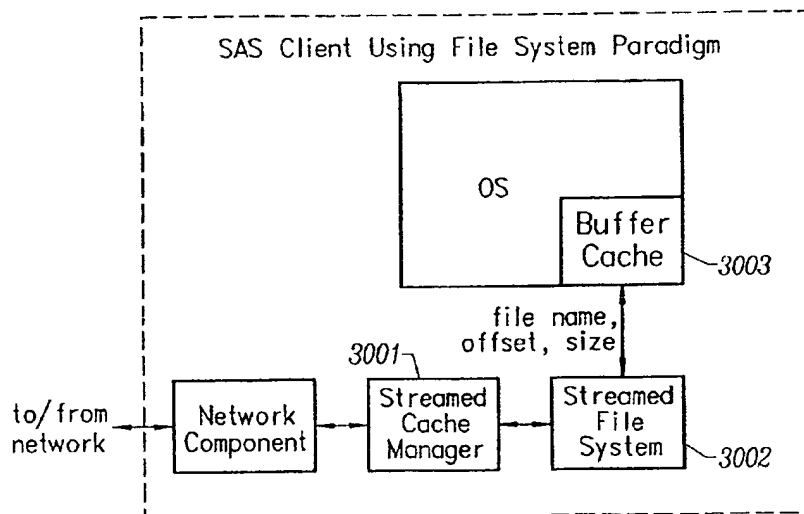 SAS Client Using File System Paradigm
OS
Buffer
Cache
3003
file name,
offset, size
3001
to/from
network
Network
Component
Streamed
Cache
Manager
Streamed
File
System
3002